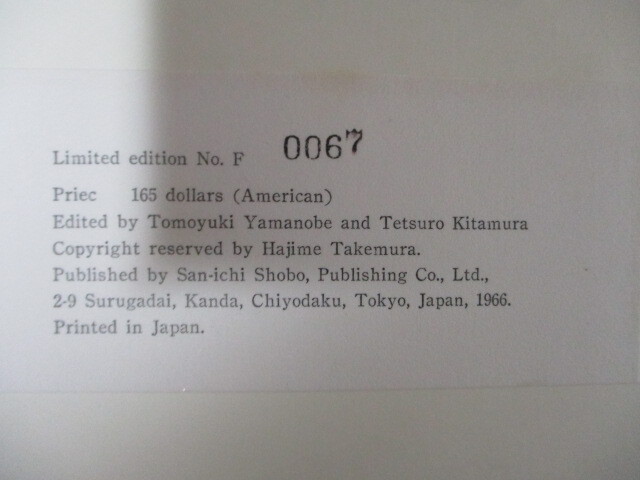 Limited edition No. F 0067
Priec 165 dollars (American)
Edited by Tomoyuki Yamanobe and Tetsuro Kitamura
Copyright reserved by Hajime Takemura.
Published by San-ichi Shobo, Publishing Co., Ltd.,
2-9 Surugadai, Kanda, Chiyodaku, Tokyo, Japan, 1966.
Printed in Japan.